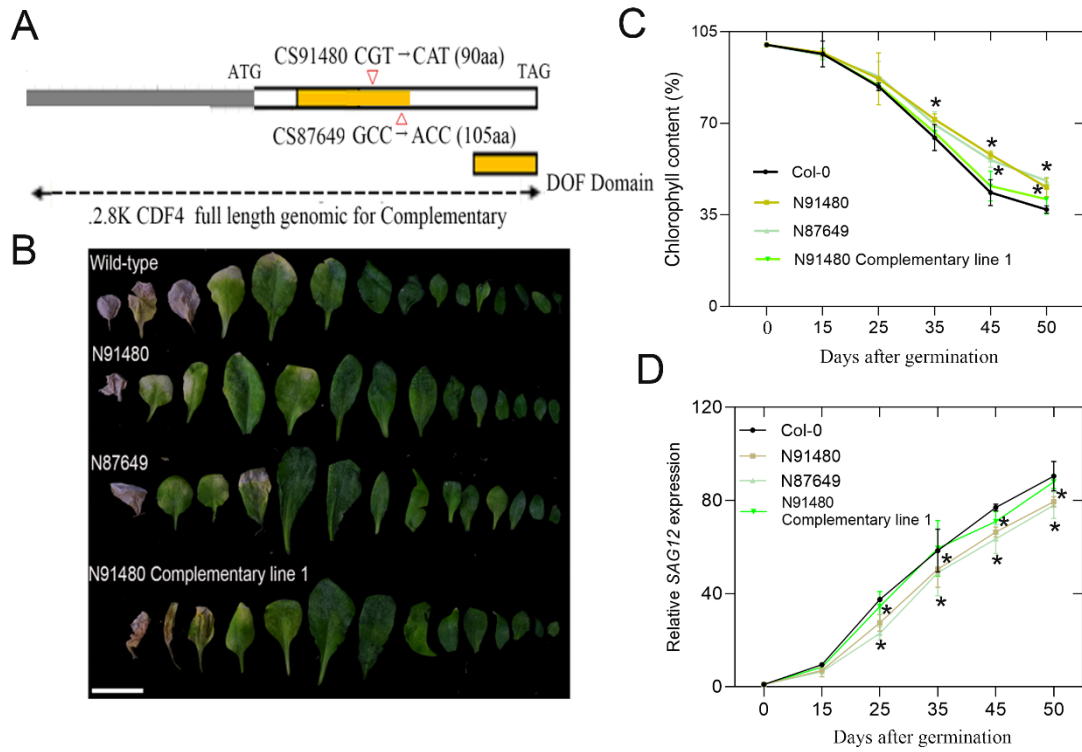 A
CS91480 CGT→CAT (90aa)
ATG
TAG
CS87649 GCC→ACC (105aa)
DOF Domain
.2.8K CDF4 full length genomic for Complementary
B
Wild-type
N91480
N87649
N91480 Complementary line 1
C
Chlorophyll content (%)
105
70
35
0
Col-0
N91480
N87649
N91480 Complementary line 1
*
*
*
*
*
0 15 25 35 45 50
Days after germination
D
Relative SAG12 expression
120
80
40
0
Col-0
N91480
N87649
N91480
Complementary line 1
*
*
*
*
*
*
*
*
0 15 25 35 45 50
Days after germination